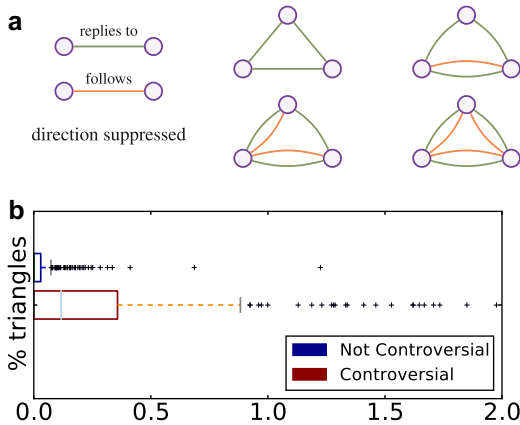 a
replies to
follows
direction suppressed
b
% triangles
Not Controversial
Controversial
0.0 0.5 1.0 1.5 2.0